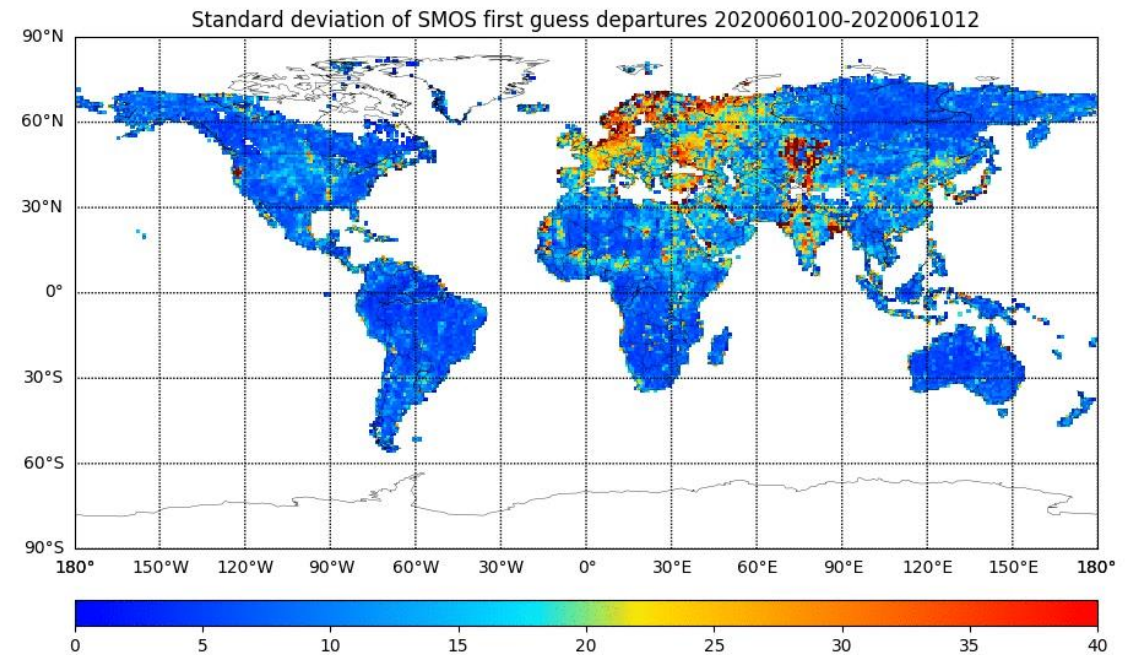 Standard deviation of SMOS first guess departures 2020060100-2020061012
90°N
60°N
30°N
0°
30°S
60°S
90°S
180° 150°W 120°W 90°W 60°W 30°W 0° 30°E 60°E 90°E 120°E 150°E 180°
0 5 10 15 20 25 30 35 40